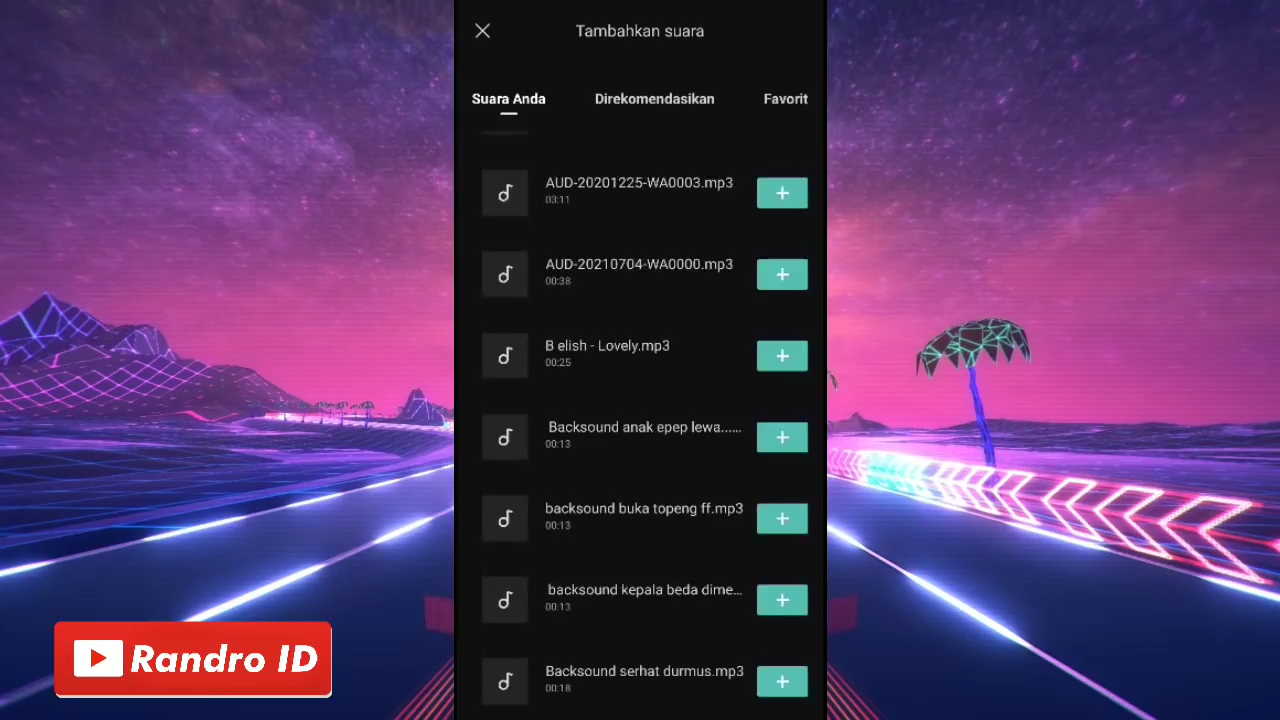 Tambahkan suara
Suara Anda
Direkomendasikan
Favorit
AUD-20201225-WA0003.mp3
03:11
AUD-20210704-WA0000.mp3
00:38
B elish - Lovely.mp3
00:25
Backsound anak epep lewa......
00:13
backsound buka topeng ff.mp3
00:13
backsound kepala beda dime...
00:13
Backsound serhat durmus.mp3
00:18
Randro ID